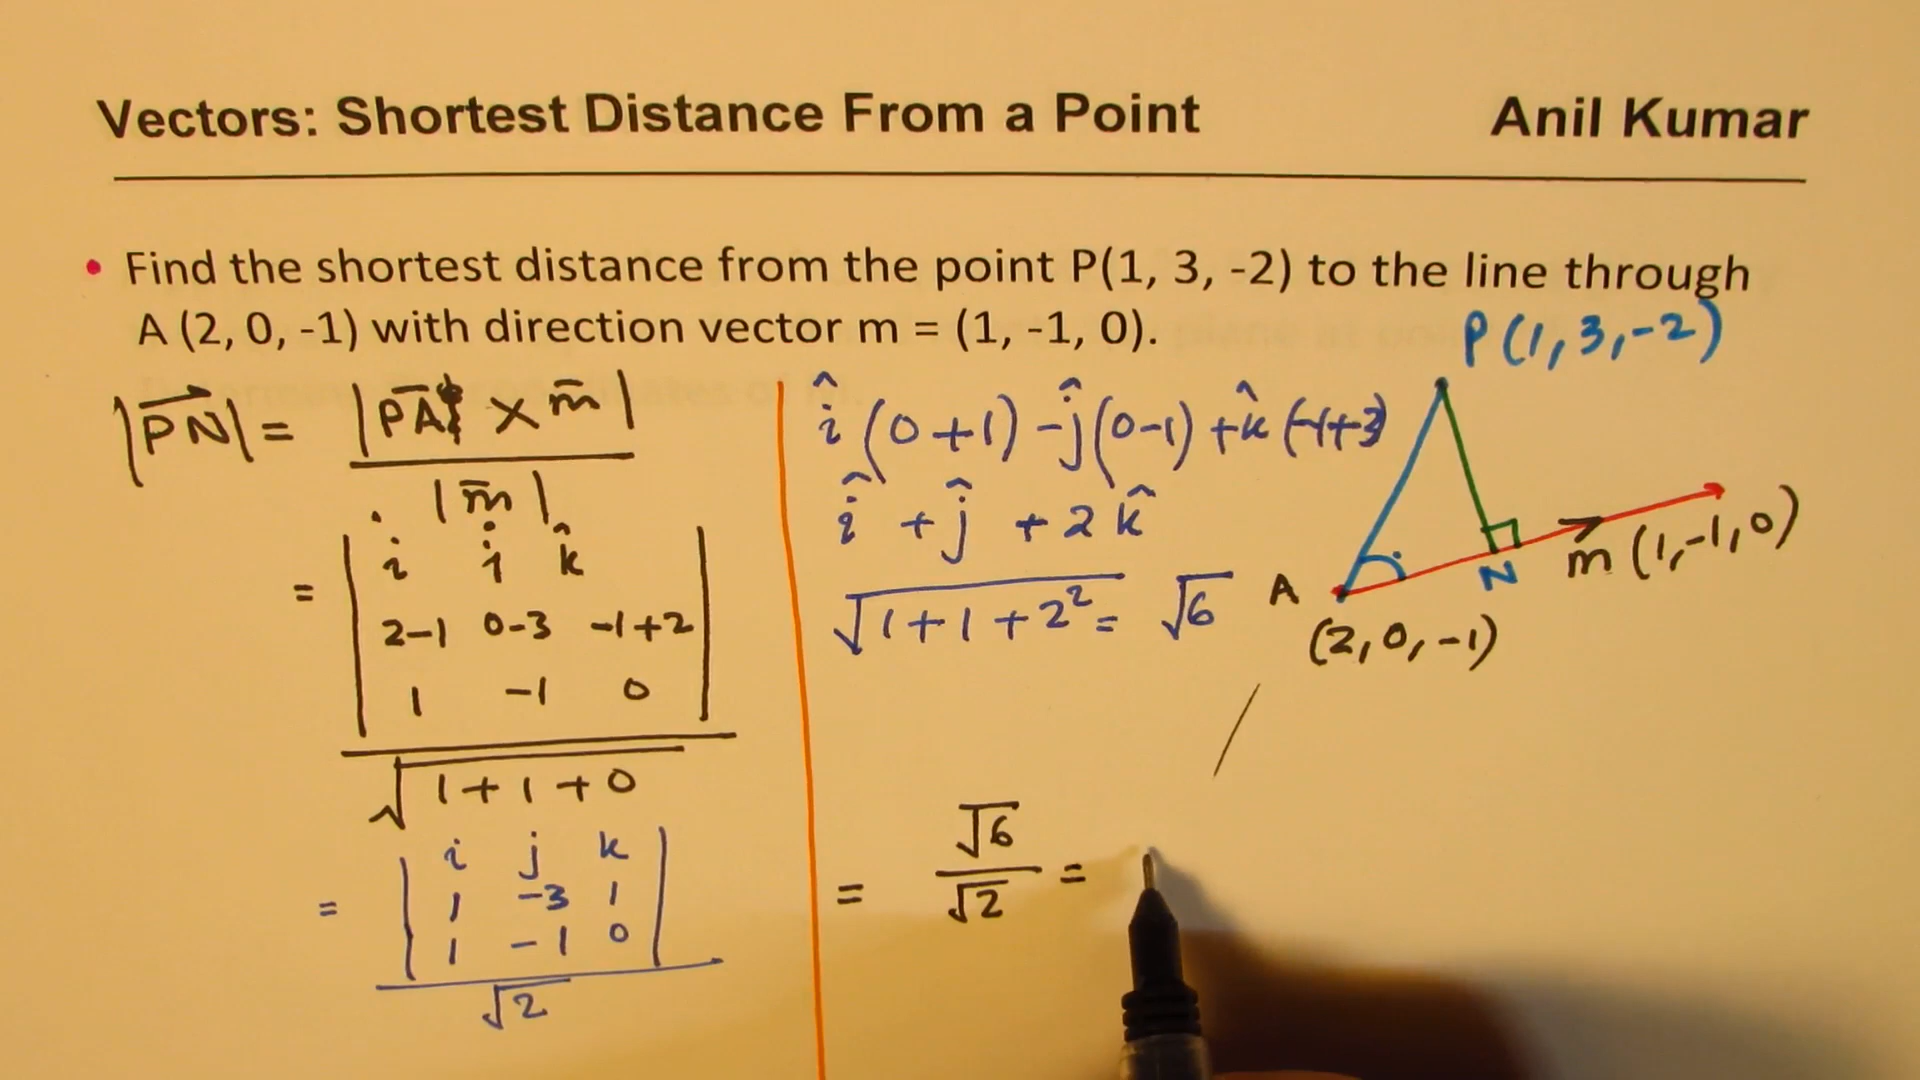 Vectors: Shortest Distance From a Point Anil Kumar
• Find the shortest distance from the point P(1, 3, -2) to the line through
A (2, 0, -1) with direction vector m = (1, -1, 0).
|PN| = |PA × m|
|m|
= i j k
2-1 0-3 -1+2
1 -1 0
√1+1+0
= i j k
1 -3 1
1 -1 0
√2
î(0+1) -ĵ(0-1) +k̂(-1+3)
î + ĵ + 2k̂
√1+1+2² = √6
= √6 =
√2
P(1,3,-2)
A
N
m(1,-1,0)
(2,0,-1)